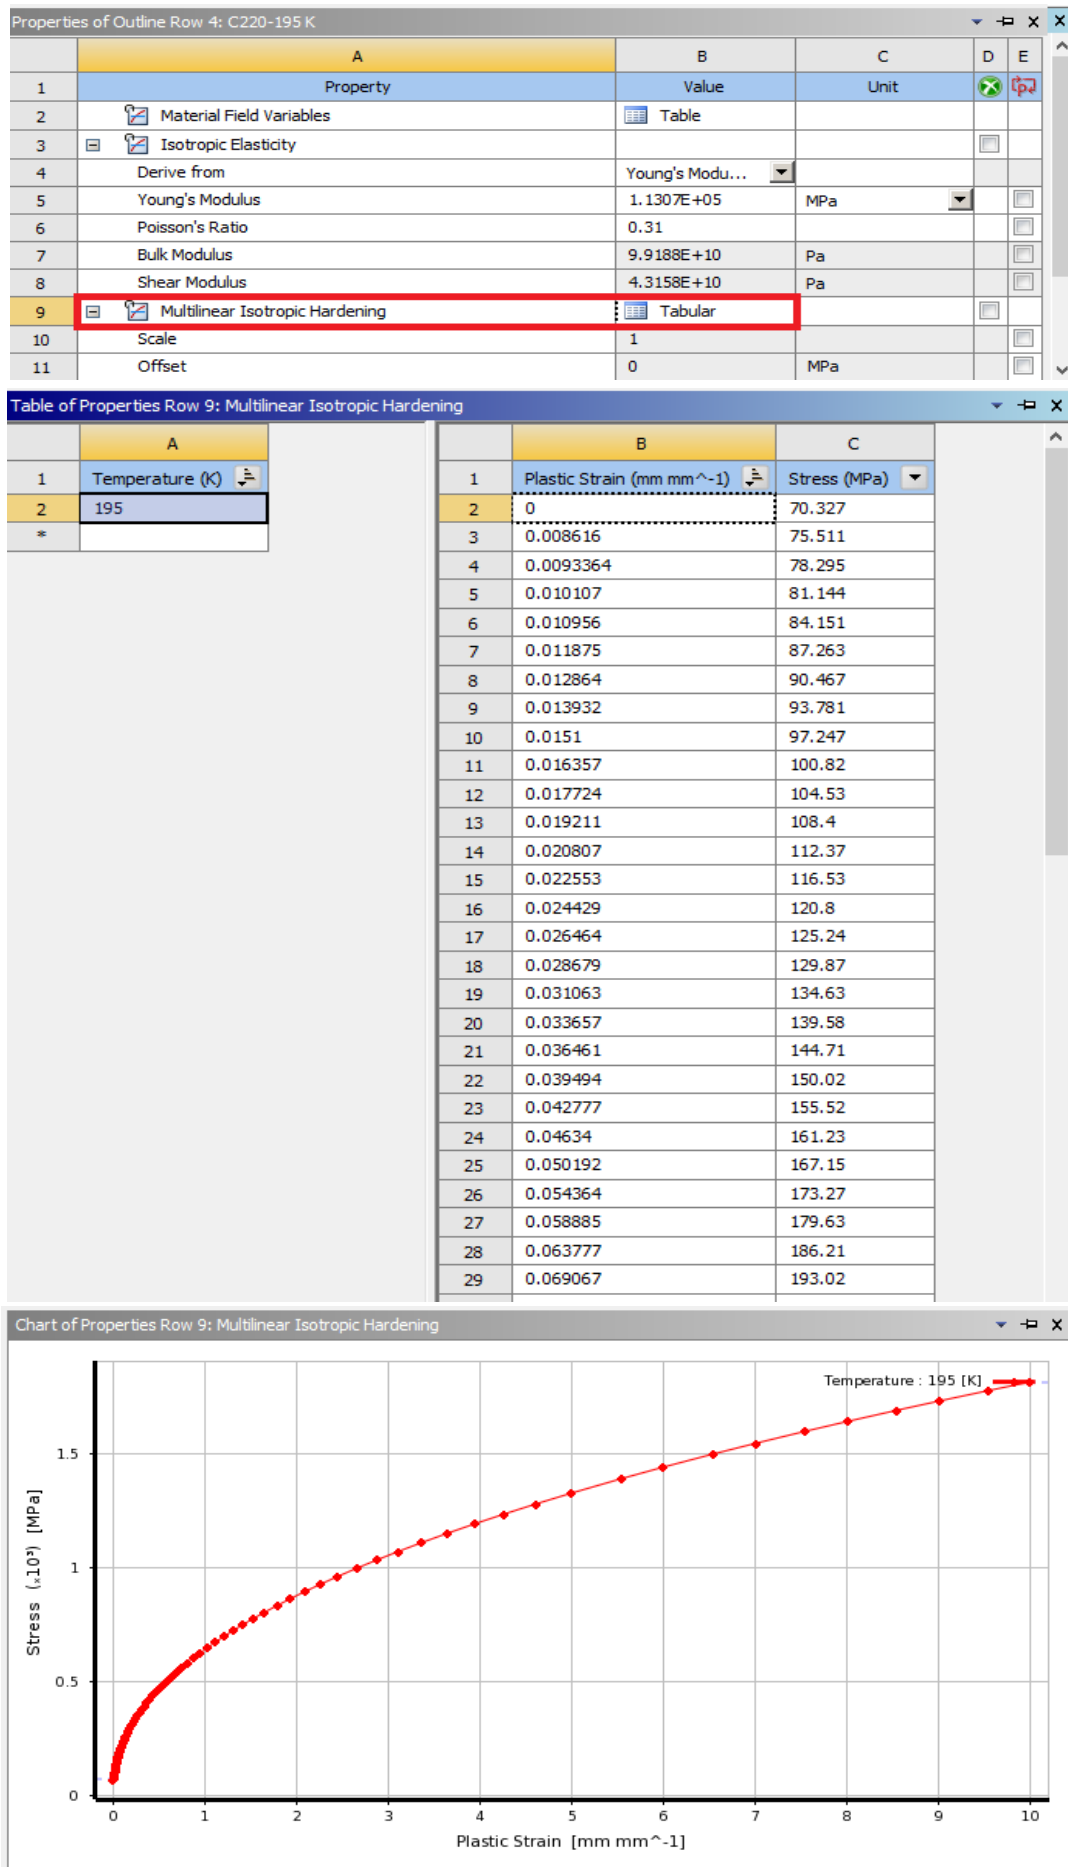 Properties of Outline Row 4: C220-195 K
A B C D E
1 Property Value Unit
2 Material Field Variables Table
3 Isotropic Elasticity
4 Derive from Young's Modu...
5 Young's Modulus 1.1307E+05 MPa
6 Poisson's Ratio 0.31
7 Bulk Modulus 9.9188E+10 Pa
8 Shear Modulus 4.3158E+10 Pa
9 Multilinear Isotropic Hardening Tabular
10 Scale 1
11 Offset 0 MPa
Table of Properties Row 9: Multilinear Isotropic Hardening
A
1 Temperature (K)
2 195
*
B C
1 Plastic Strain (mm mm^-1) Stress (MPa)
2 0 70.327
3 0.008616 75.511
4 0.0093364 78.295
5 0.010107 81.144
6 0.010956 84.151
7 0.011875 87.263
8 0.012864 90.467
9 0.013932 93.781
10 0.0151 97.247
11 0.016357 100.82
12 0.017724 104.53
13 0.019211 108.4
14 0.020807 112.37
15 0.022553 116.53
16 0.024429 120.8
17 0.026464 125.24
18 0.028679 129.87
19 0.031063 134.63
20 0.033657 139.58
21 0.036461 144.71
22 0.039494 150.02
23 0.042777 155.52
24 0.04634 161.23
25 0.050192 167.15
26 0.054364 173.27
27 0.058885 179.63
28 0.063777 186.21
29 0.069067 193.02
Chart of Properties Row 9: Multilinear Isotropic Hardening
Temperature : 195 [K]
1.5
1
0.5
0
Stress (x10³) [MPa]
0 1 2 3 4 5 6 7 8 9 10
Plastic Strain [mm mm^-1]